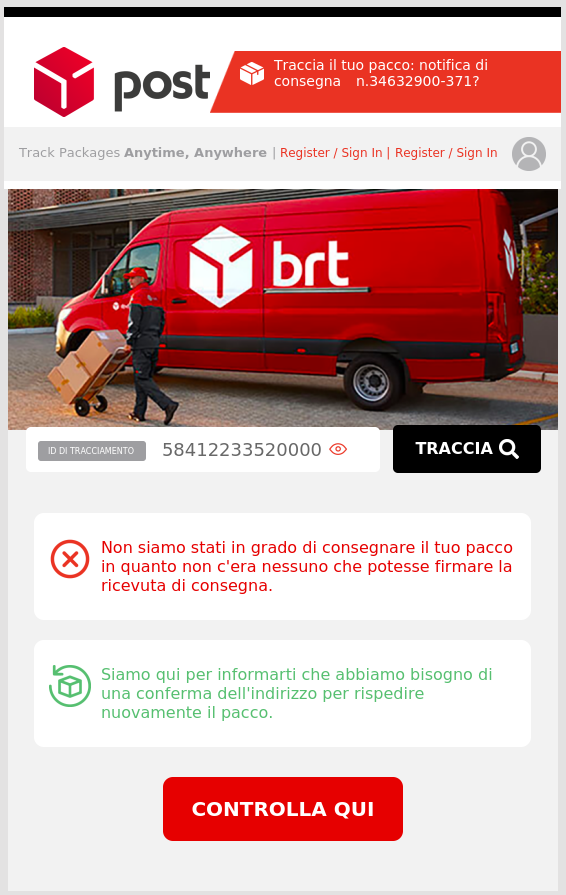 post
Traccia il tuo pacco: notifica di
consegna n.34632900-371?
Track Packages Anytime, Anywhere | Register / Sign In | Register / Sign In
brt
ID DI TRACCIAMENTO 58412233520000
TRACCIA
Non siamo stati in grado di consegnare il tuo pacco
in quanto non c'era nessuno che potesse firmare la
ricevuta di consegna.
Siamo qui per informarti che abbiamo bisogno di
una conferma dell'indirizzo per rispedire
nuovamente il pacco.
CONTROLLA QUI